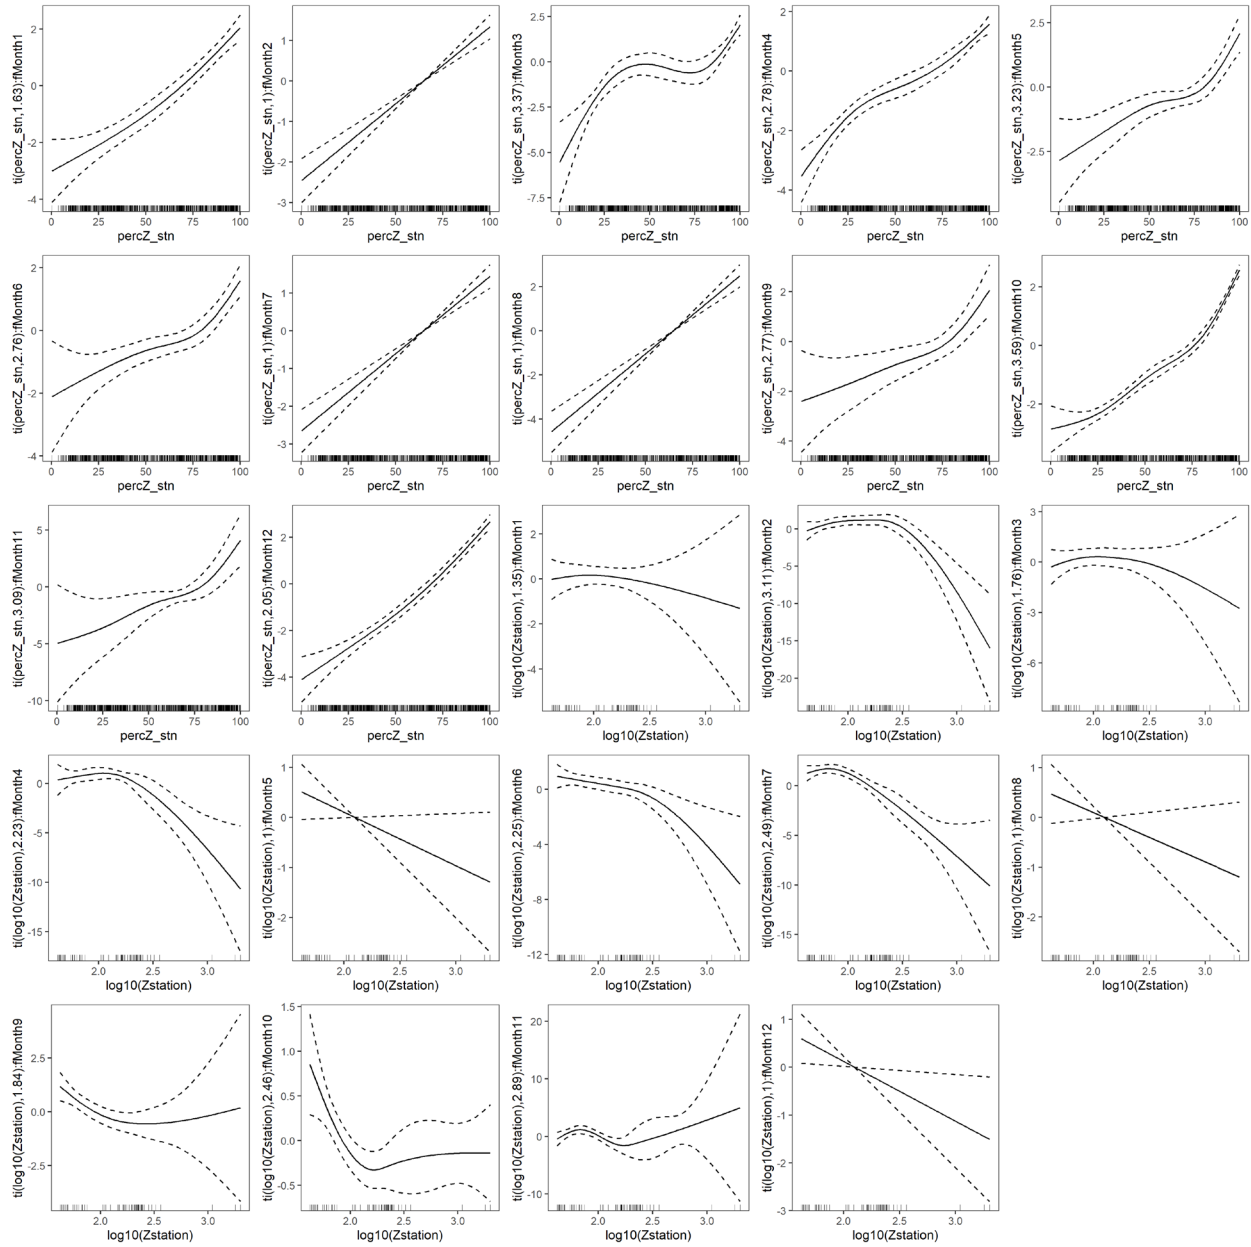 ti(percZ_stn,1.63):fMonth1
2
0
-2
-4
0 25 50 75 100
percZ_stn
ti(percZ_stn,1):fMonth2
1
0
-1
-2
-3
0 25 50 75 100
percZ_stn
ti(percZ_stn,3.37):fMonth3
2.5
0.0
-2.5
-5.0
-7.5
0 25 50 75 100
percZ_stn
ti(percZ_stn,2.78):fMonth4
2
0
-2
-4
0 25 50 75 100
percZ_stn
ti(percZ_stn,3.23):fMonth5
2.5
0.0
-2.5
0 25 50 75 100
percZ_stn
ti(percZ_stn,2.76):fMonth6
2
0
-2
-4
0 25 50 75 100
percZ_stn
ti(percZ_stn,1):fMonth7
1
0
-1
-2
-3
0 25 50 75 100
percZ_stn
ti(percZ_stn,1):fMonth8
2
0
-2
-4
0 25 50 75 100
percZ_stn
ti(percZ_stn,2.77):fMonth9
2
0
-2
-4
0 25 50 75 100
percZ_stn
ti(percZ_stn,3.59):fMonth10
2
0
-2
0 25 50 75 100
percZ_stn
ti(percZ_stn,3.09):fMonth11
5
0
-5
-10
0 25 50 75 100
percZ_stn
ti(percZ_stn,2.05):fMonth12
2
0
-2
-4
0 25 50 75 100
percZ_stn
ti(log10(Zstation),1.35):fMonth1
2
0
-2
-4
2.0 2.5 3.0
log10(Zstation)
ti(log10(Zstation),3.11):fMonth2
0
-5
-10
-15
-20
2.0 2.5 3.0
log10(Zstation)
ti(log10(Zstation),1.76):fMonth3
3
0
-3
-6
2.0 2.5 3.0
log10(Zstation)
ti(log10(Zstation),2.23):fMonth4
0
-5
-10
-15
2.0 2.5 3.0
log10(Zstation)
ti(log10(Zstation),1):fMonth5
1
0
-1
-2
2.0 2.5 3.0
log10(Zstation)
ti(log10(Zstation),2.25):fMonth6
0
-4
-8
-12
2.0 2.5 3.0
log10(Zstation)
ti(log10(Zstation),2.49):fMonth7
0
-5
-10
-15
2.0 2.5 3.0
log10(Zstation)
ti(log10(Zstation),1):fMonth8
1
0
-1
-2
2.0 2.5 3.0
log10(Zstation)
ti(log10(Zstation),1.84):fMonth9
2.5
0.0
-2.5
2.0 2.5 3.0
log10(Zstation)
ti(log10(Zstation),2.46):fMonth10
1.5
1.0
0.5
0.0
-0.5
2.0 2.5 3.0
log10(Zstation)
ti(log10(Zstation),2.89):fMonth11
20
10
0
-10
2.0 2.5 3.0
log10(Zstation)
ti(log10(Zstation),1):fMonth12
1
0
-1
-2
-3
2.0 2.5 3.0
log10(Zstation)